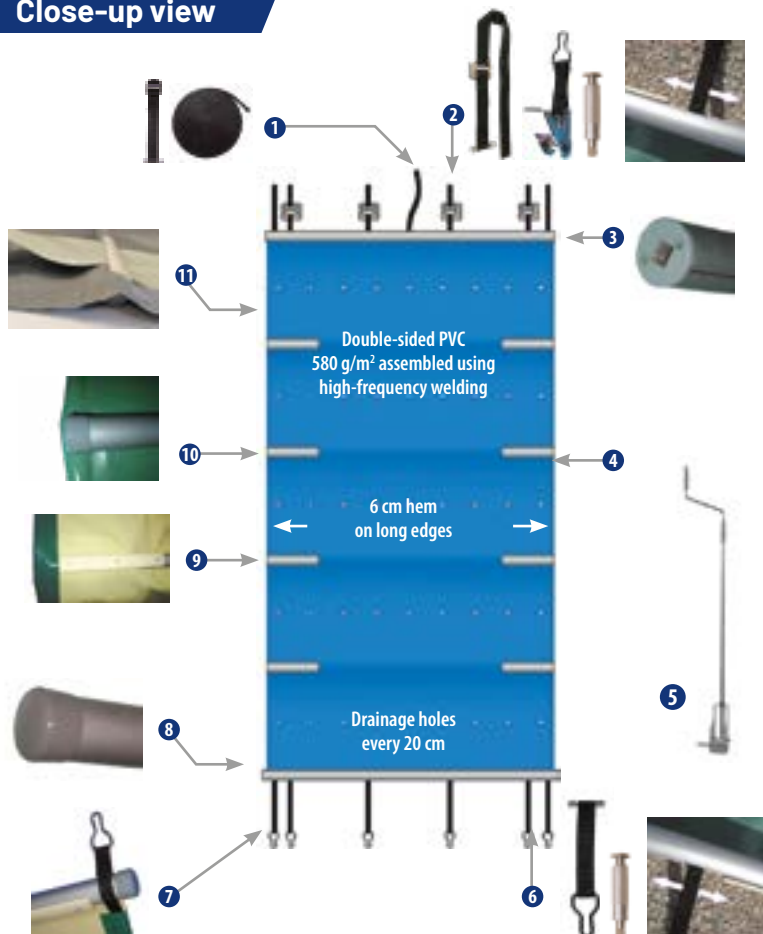 Close-up view
1
2
3
11
Double-sided PVC
580 g/m² assembled using
high-frequency welding
10
4
6 cm hem
on long edges
9
5
Drainage holes
every 20 cm
8
7
6